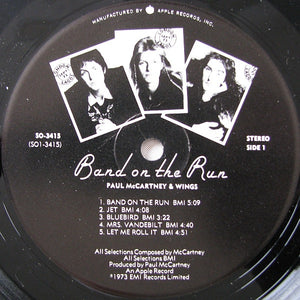 MFD. BY APPLE RECORDS, INC.
SO-3415
(SO1-3415)
STEREO
SIDE 1
Band on the Run
PAUL McCARTNEY & WINGS
1. BAND ON THE RUN BMI 5:09
2. JET BMI 4:08
3. BLUEBIRD BMI 3:22
4. MRS. VANDEBILT BMI 4:40
5. LET ME ROLL IT BMI 4:51
All Selections Composed by McCartney
All Selections BMI
Produced by Paul McCartney
An Apple Record
℗1973 EMI Records Limited